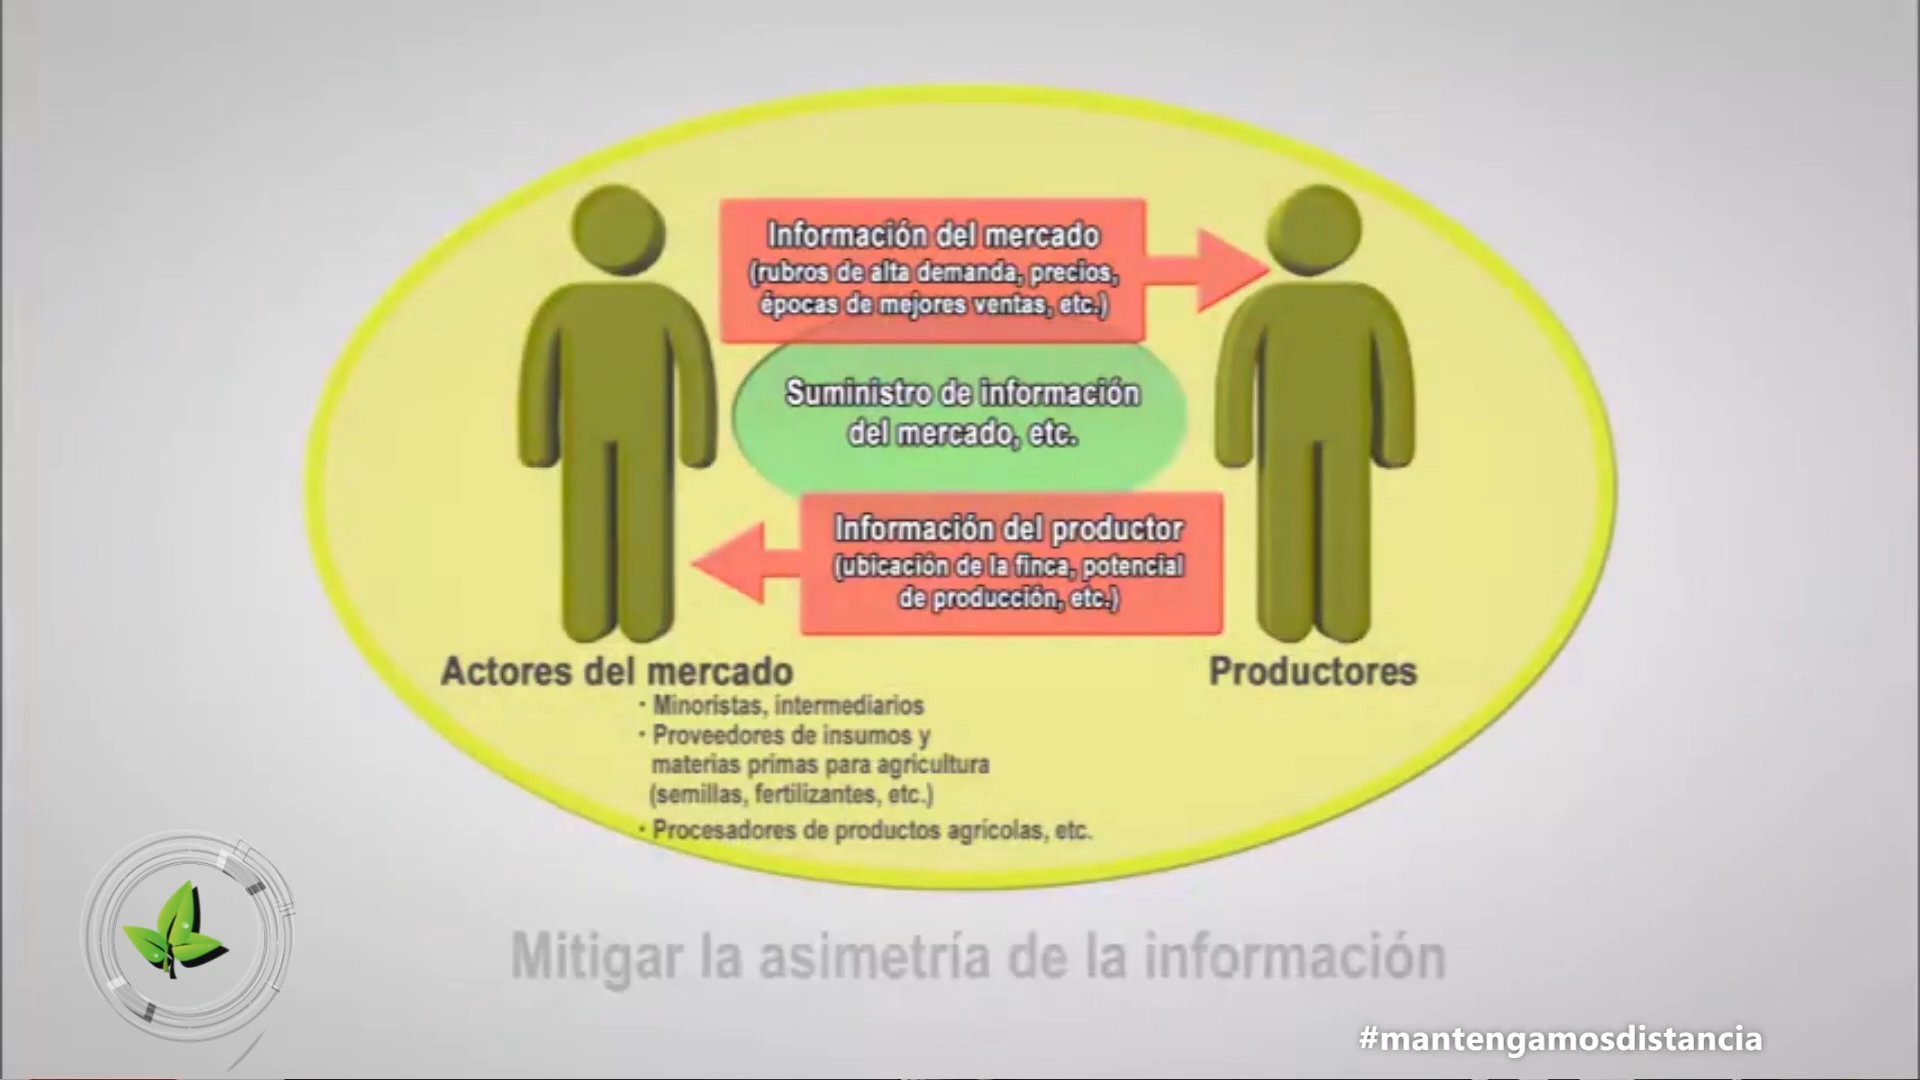 Información del mercado
(rubros de alta demanda, precios,
épocas de mejores ventas, etc.)
Suministro de información
del mercado, etc.
Información del productor
(ubicación de la finca, potencial
de producción, etc.)
Actores del mercado
· Minoristas, intermediarios
· Proveedores de insumos y
materias primas para agricultura
(semillas, fertilizantes, etc.)
· Procesadores de productos agrícolas, etc.
Productores
Mitigar la asimetría de la información
#mantengamosdistancia